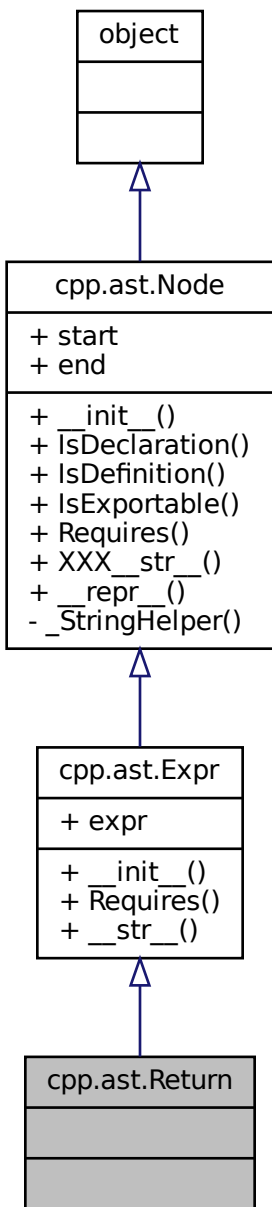 object
cpp.ast.Node
+ start
+ end
+ __init__()
+ IsDeclaration()
+ IsDefinition()
+ IsExportable()
+ Requires()
+ XXX__str__()
+ __repr__()
- _StringHelper()
cpp.ast.Expr
+ expr
+ __init__()
+ Requires()
+ __str__()
cpp.ast.Return